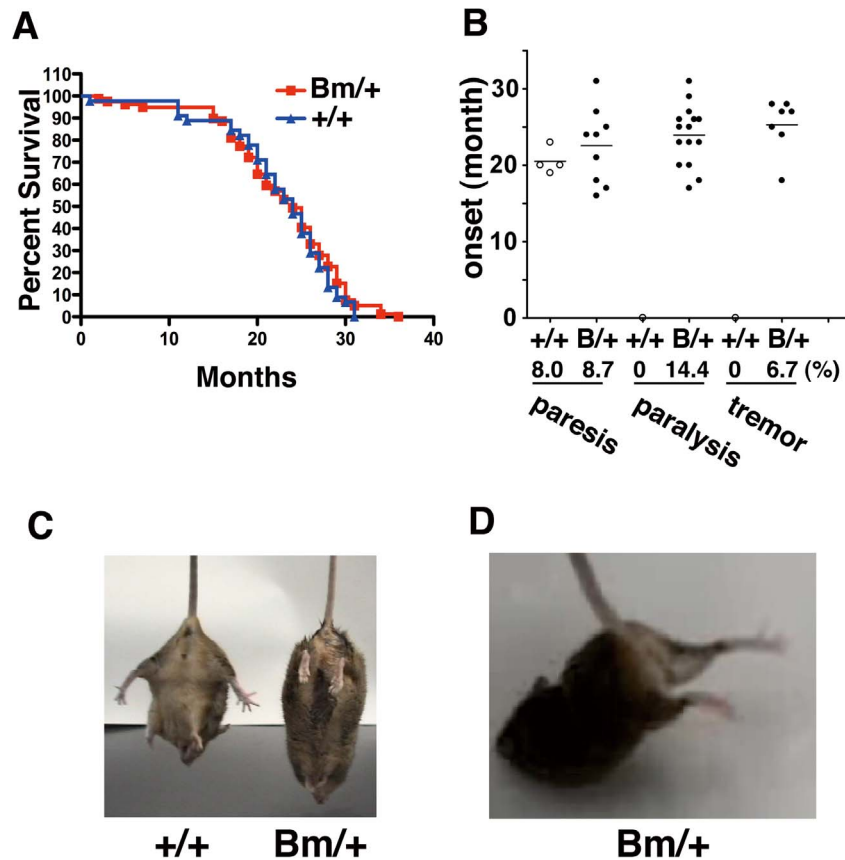 A
Percent Survival
110
100
90
80
70
60
50
40
30
20
10
0
0 10 20 30 40
Months
Bm/+
+/+
B
onset (month)
30
20
10
0
+/+ B/+ +/+ B/+ +/+ B/+
8.0 8.7 0 14.4 0 6.7 (%)
paresis
paralysis
tremor
C
+/+ Bm/+
D
Bm/+